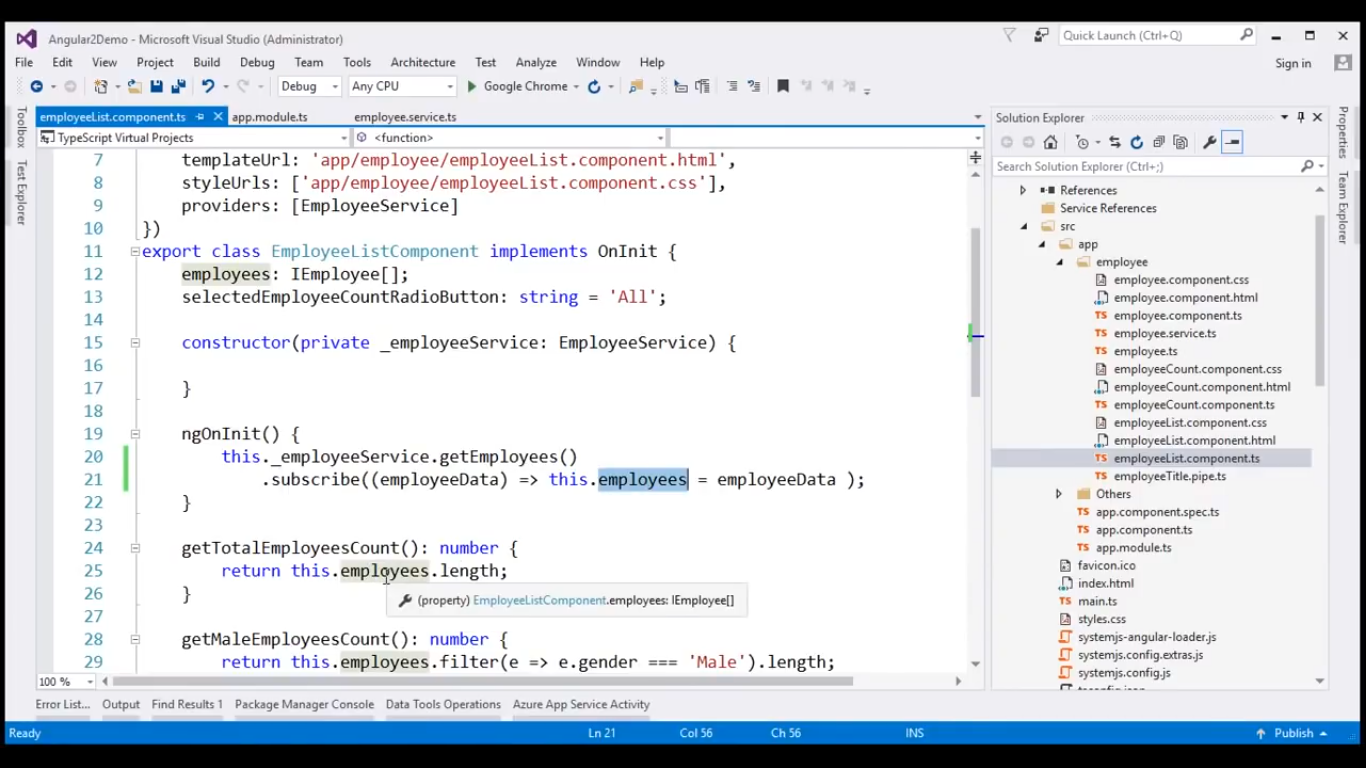 Angular2Demo - Microsoft Visual Studio (Administrator)
Quick Launch (Ctrl+Q)
File Edit View Project Build Debug Team Tools Architecture Test Analyze Window Help
Sign in
Debug Any CPU Google Chrome
employeeList.component.ts app.module.ts employee.service.ts
TypeScript Virtual Projects <function>
Toolbox
Test Explorer
7 templateUrl: 'app/employee/employeeList.component.html',
8 styleUrls: ['app/employee/employeeList.component.css'],
9 providers: [EmployeeService]
10 })
11 export class EmployeeListComponent implements OnInit {
12 employees: IEmployee[];
13 selectedEmployeeCountRadioButton: string = 'All';
14
15 constructor(private _employeeService: EmployeeService) {
16
17 }
18
19 ngOnInit() {
20 this._employeeService.getEmployees()
21 .subscribe((employeeData) => this.employees = employeeData );
22 }
23
24 getTotalEmployeesCount(): number {
25 return this.employees.length;
26 }
(property) EmployeeListComponent.employees: IEmployee[]
27
28 getMaleEmployeesCount(): number {
29 return this.employees.filter(e => e.gender === 'Male').length;
100 %
Solution Explorer
Search Solution Explorer (Ctrl+;)
References
Service References
src
app
employee
employee.component.css
employee.component.html
employee.component.ts
employee.service.ts
employee.ts
employeeCount.component.css
employeeCount.component.html
employeeCount.component.ts
employeeList.component.css
employeeList.component.html
employeeList.component.ts
employeeTitle.pipe.ts
Others
app.component.spec.ts
app.component.ts
app.module.ts
favicon.ico
index.html
main.ts
styles.css
systemjs-angular-loader.js
systemjs.config.extras.js
systemjs.config.js
Properties
Team Explorer
Error List... Output Find Results 1 Package Manager Console Data Tools Operations Azure App Service Activity
Ready Ln 21 Col 56 Ch 56 INS Publish